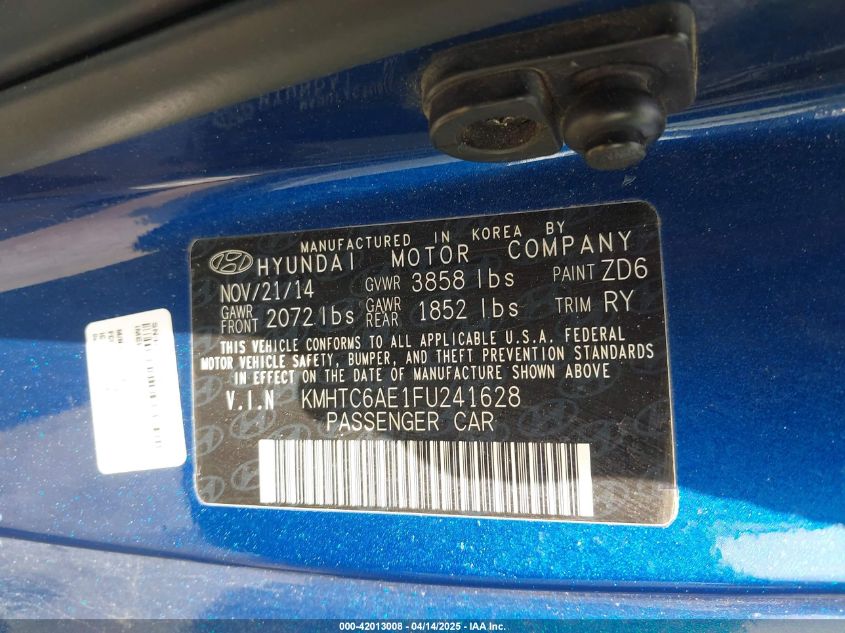 MANUFACTURED IN KOREA BY
HYUNDAI MOTOR COMPANY
NOV/21/14 GVWR 3858 lbs PAINT ZD6
GAWR FRONT 2072 lbs GAWR REAR 1852 lbs TRIM RY
THIS VEHICLE CONFORMS TO ALL APPLICABLE U.S.A. FEDERAL
MOTOR VEHICLE SAFETY, BUMPER, AND THEFT PREVENTION STANDARDS
IN EFFECT ON THE DATE OF MANUFACTURE SHOWN ABOVE
V.I.N KMHTC6AE1FU241628
PASSENGER CAR
000-42013008 - 04/14/2025 - IAA Inc.